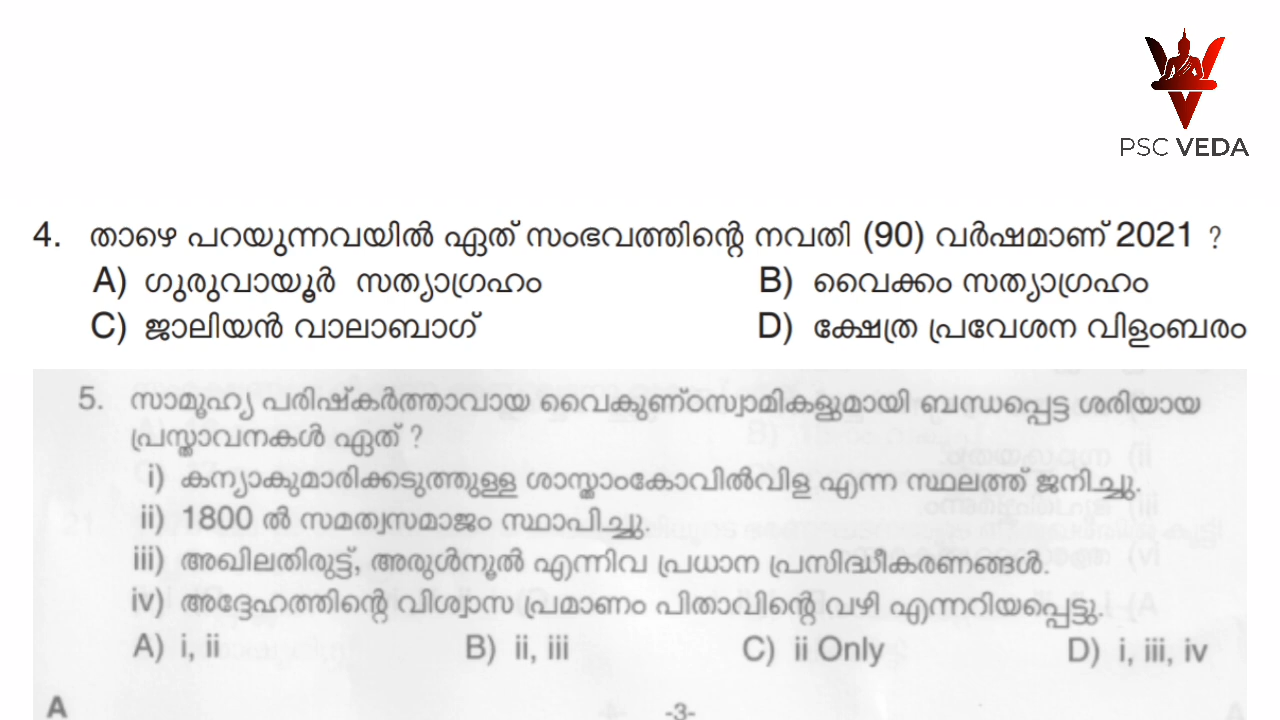 PSC VEDA
4. താഴെ പറയുന്നവയിൽ ഏത് സംഭവത്തിന്റെ നവതി (90) വർഷമാണ് 2021 ?
A) ഗുരുവായൂർ സത്യാഗ്രഹം B) വൈക്കം സത്യാഗ്രഹം
C) ജാലിയൻ വാലാബാഗ് D) ക്ഷേത്ര പ്രവേശന വിളംബരം
5. സാമൂഹ്യ പരിഷ്കർത്താവായ വൈകുണ്ഠസ്വാമികളുമായി ബന്ധപ്പെട്ട ശരിയായ
പ്രസ്താവനകൾ ഏത് ?
i) കന്യാകുമാരിക്കടുത്തുള്ള ശാസ്താംകോവിൽവിള എന്ന സ്ഥലത്ത് ജനിച്ചു.
ii) 1800 ൽ സമത്വസമാജം സ്ഥാപിച്ചു.
iii) അഖിലതിരുട്ട്, അരുൾനൂൽ എന്നിവ പ്രധാന പ്രസിദ്ധീകരണങ്ങൾ.
iv) അദ്ദേഹത്തിന്റെ വിശ്വാസ പ്രമാണം പിതാവിന്റെ വഴി എന്നറിയപ്പെട്ടു.
A) i, ii B) ii, iii C) ii Only D) i, iii, iv
A -3-